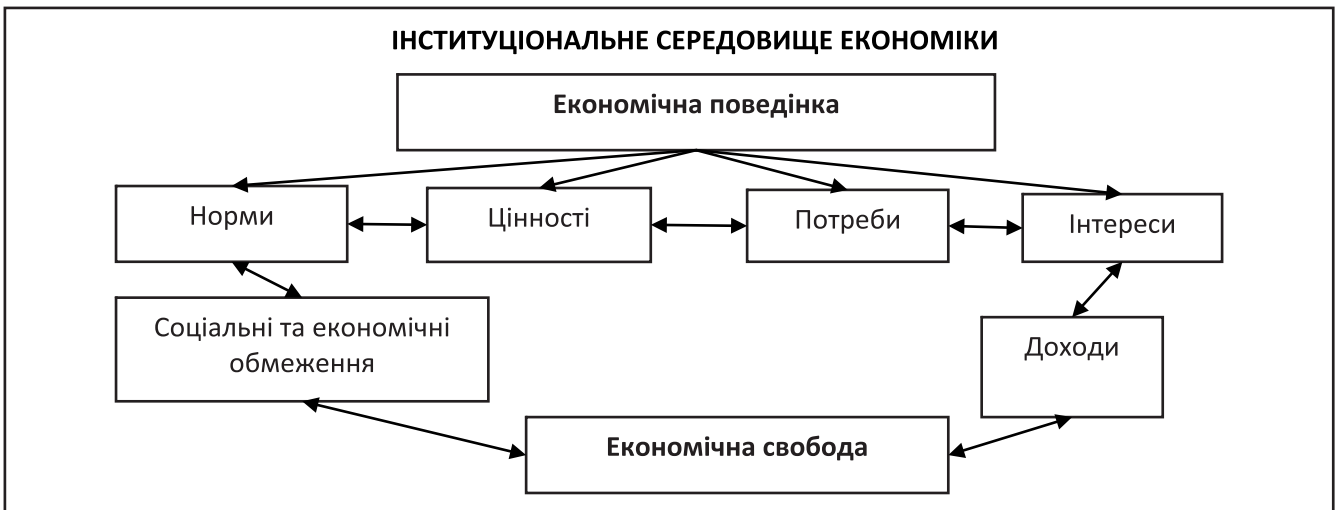 ІНСТИТУЦІОНАЛЬНЕ СЕРЕДОВИЩЕ ЕКОНОМІКИ
Економічна поведінка
Норми
Цінності
Потреби
Інтереси
Соціальні та економічні
обмеження
Доходи
Економічна свобода